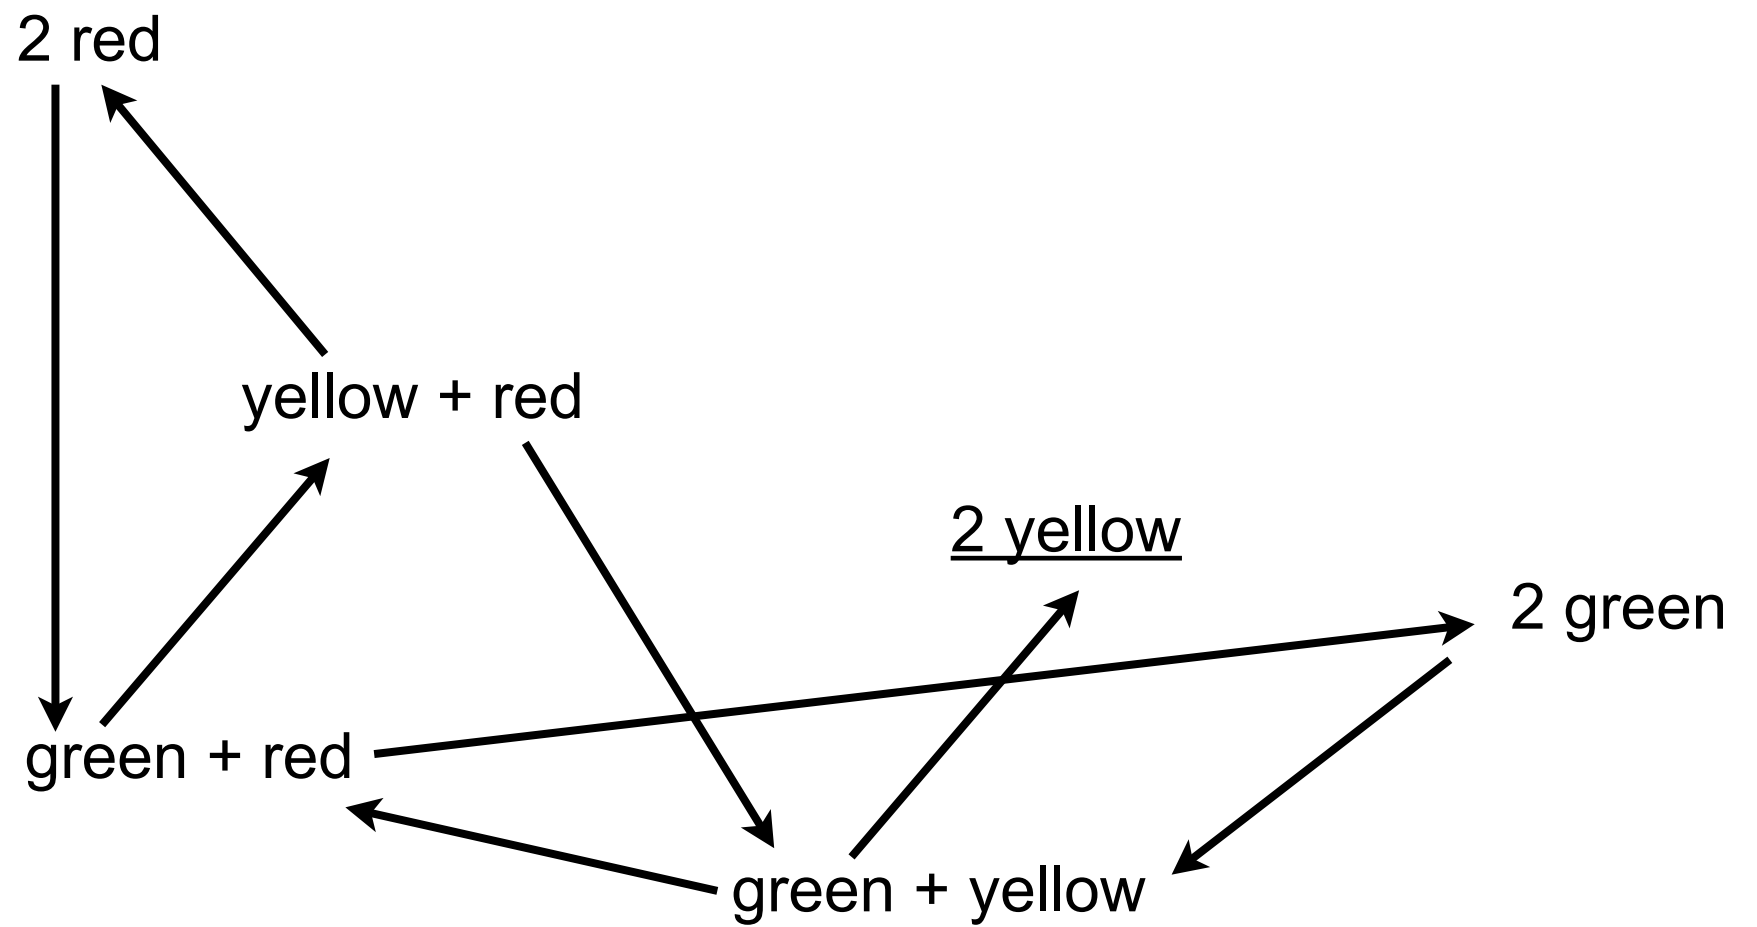 2 red
yellow + red
2 yellow
2 green
green + red
green + yellow